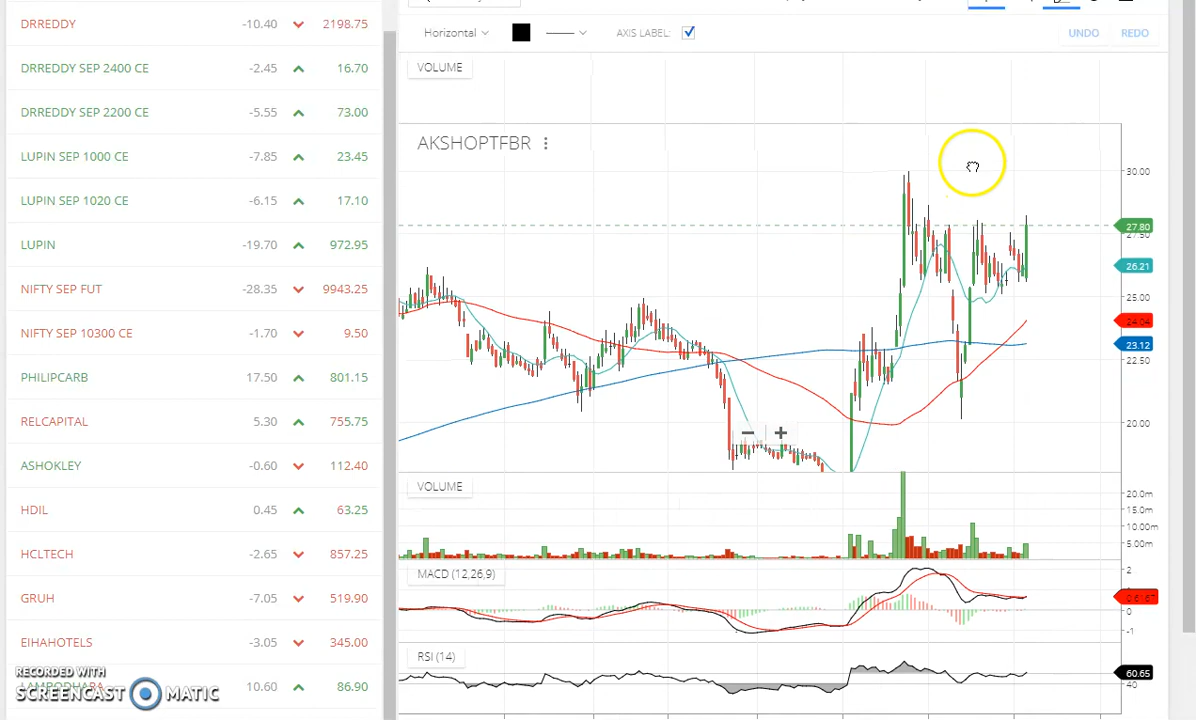 DRREDDY -10.40 2198.75
DRREDDY SEP 2400 CE -2.45 16.70
DRREDDY SEP 2200 CE -5.55 73.00
LUPIN SEP 1000 CE -7.85 23.45
LUPIN SEP 1020 CE -6.15 17.10
LUPIN -19.70 972.95
NIFTY SEP FUT -28.35 9943.25
NIFTY SEP 10300 CE -1.70 9.50
PHILIPCARB 17.50 801.15
RELCAPITAL 5.30 755.75
ASHOKLEY -0.60 112.40
HDIL 0.45 63.25
HCLTECH -2.65 857.25
GRUH -7.05 519.90
EIHAHOTELS -3.05 345.00
10.60 86.90
RECORDED WITH
SCREENCAST MATIC
Horizontal AXIS LABEL: UNDO REDO
VOLUME
AKSHOPTFBR
30.00
27.80
27.50
26.21
25.00
24.04
23.12
22.50
20.00
VOLUME
20.0m
15.0m
10.00m
5.00m
MACD (12,26,9)
2
0
-1
RSI (14)
60.65
40